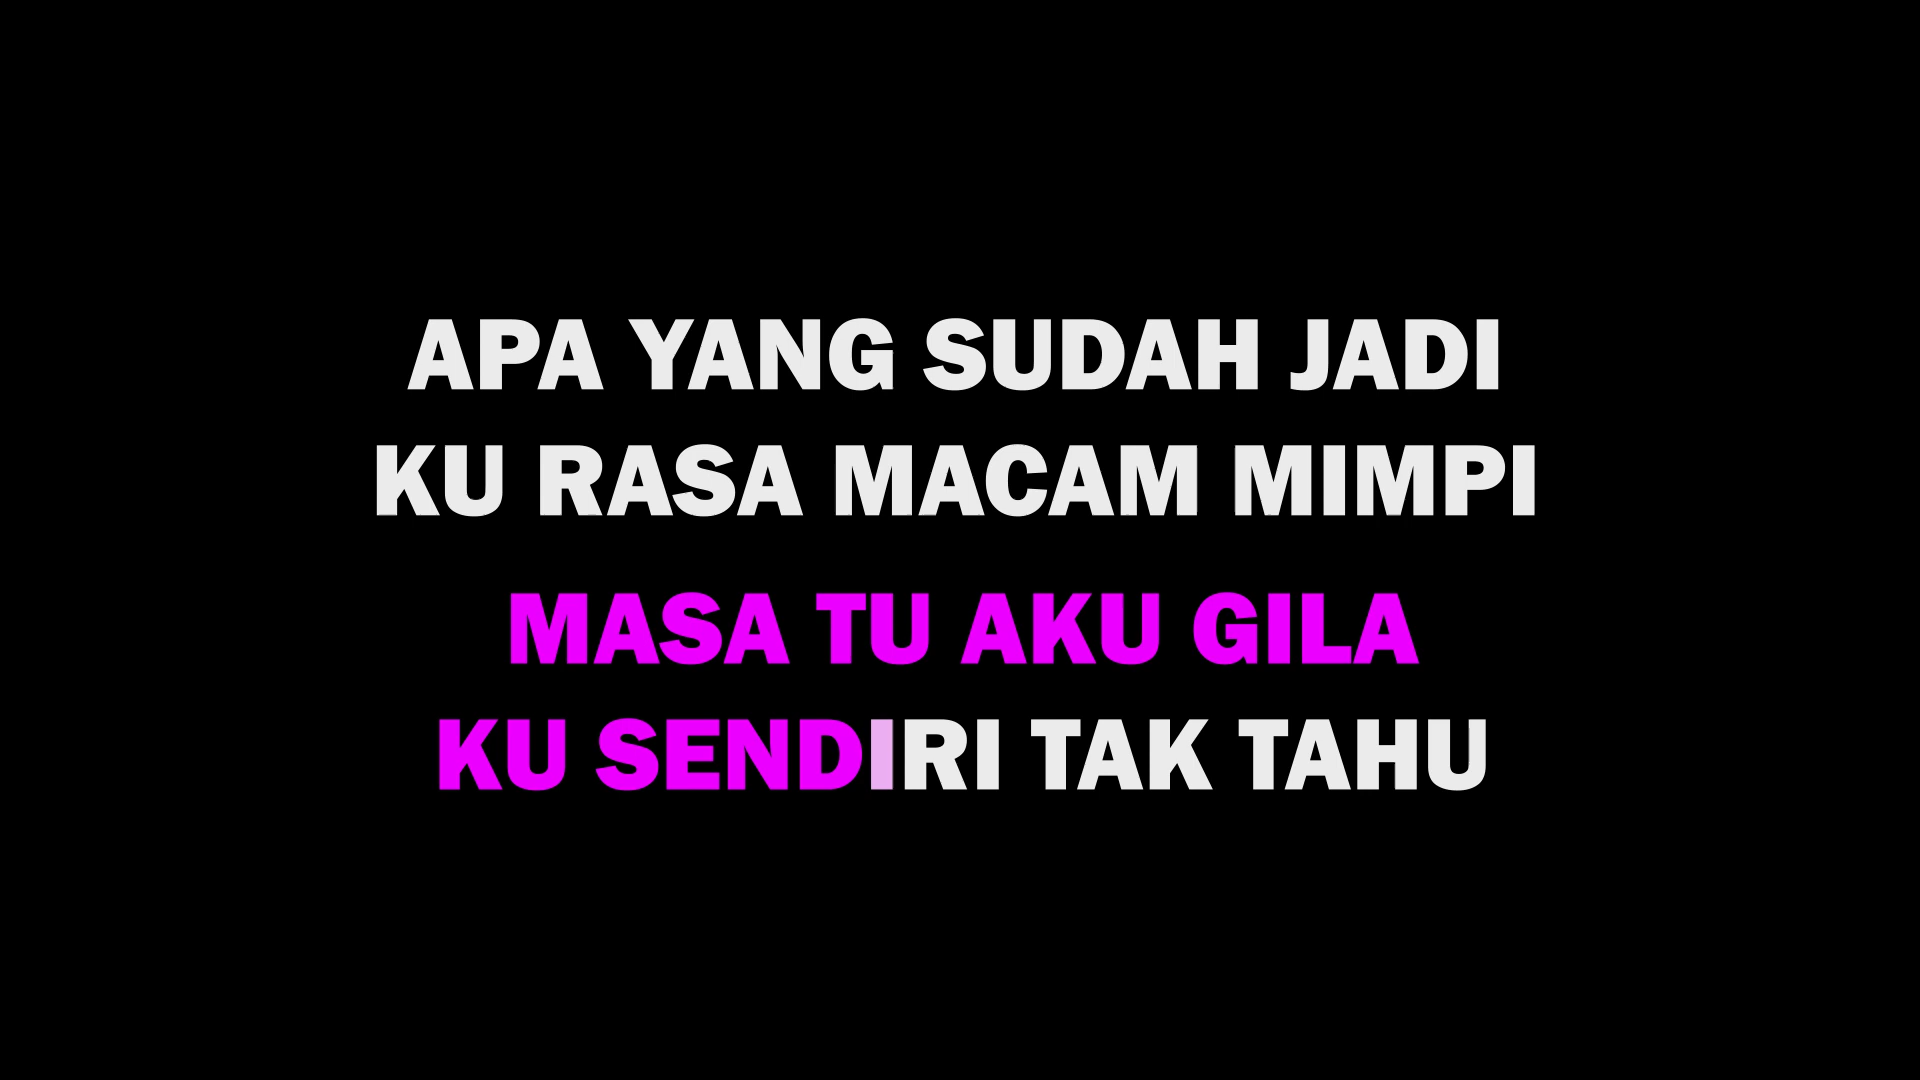 APA YANG SUDAH JADI
KU RASA MACAM MIMPI
MASA TU AKU GILA
KU SENDIRI TAK TAHU